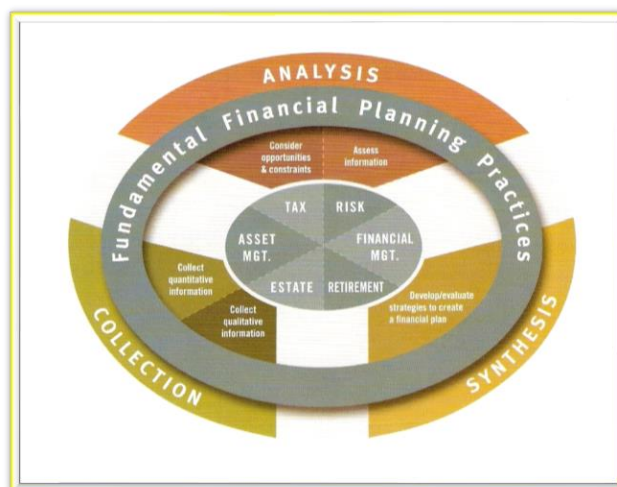 ANALYSIS
Fundamental Financial Planning Practices
Consider
opportunities
& constraints
Assess
information
TAX
RISK
ASSET
MGT.
FINANCIAL
MGT.
ESTATE
RETIREMENT
Collect
quantitative
information
Collect
qualitative
information
Develop/evaluate
strategies to create
a financial plan
COLLECTION
SYNTHESIS